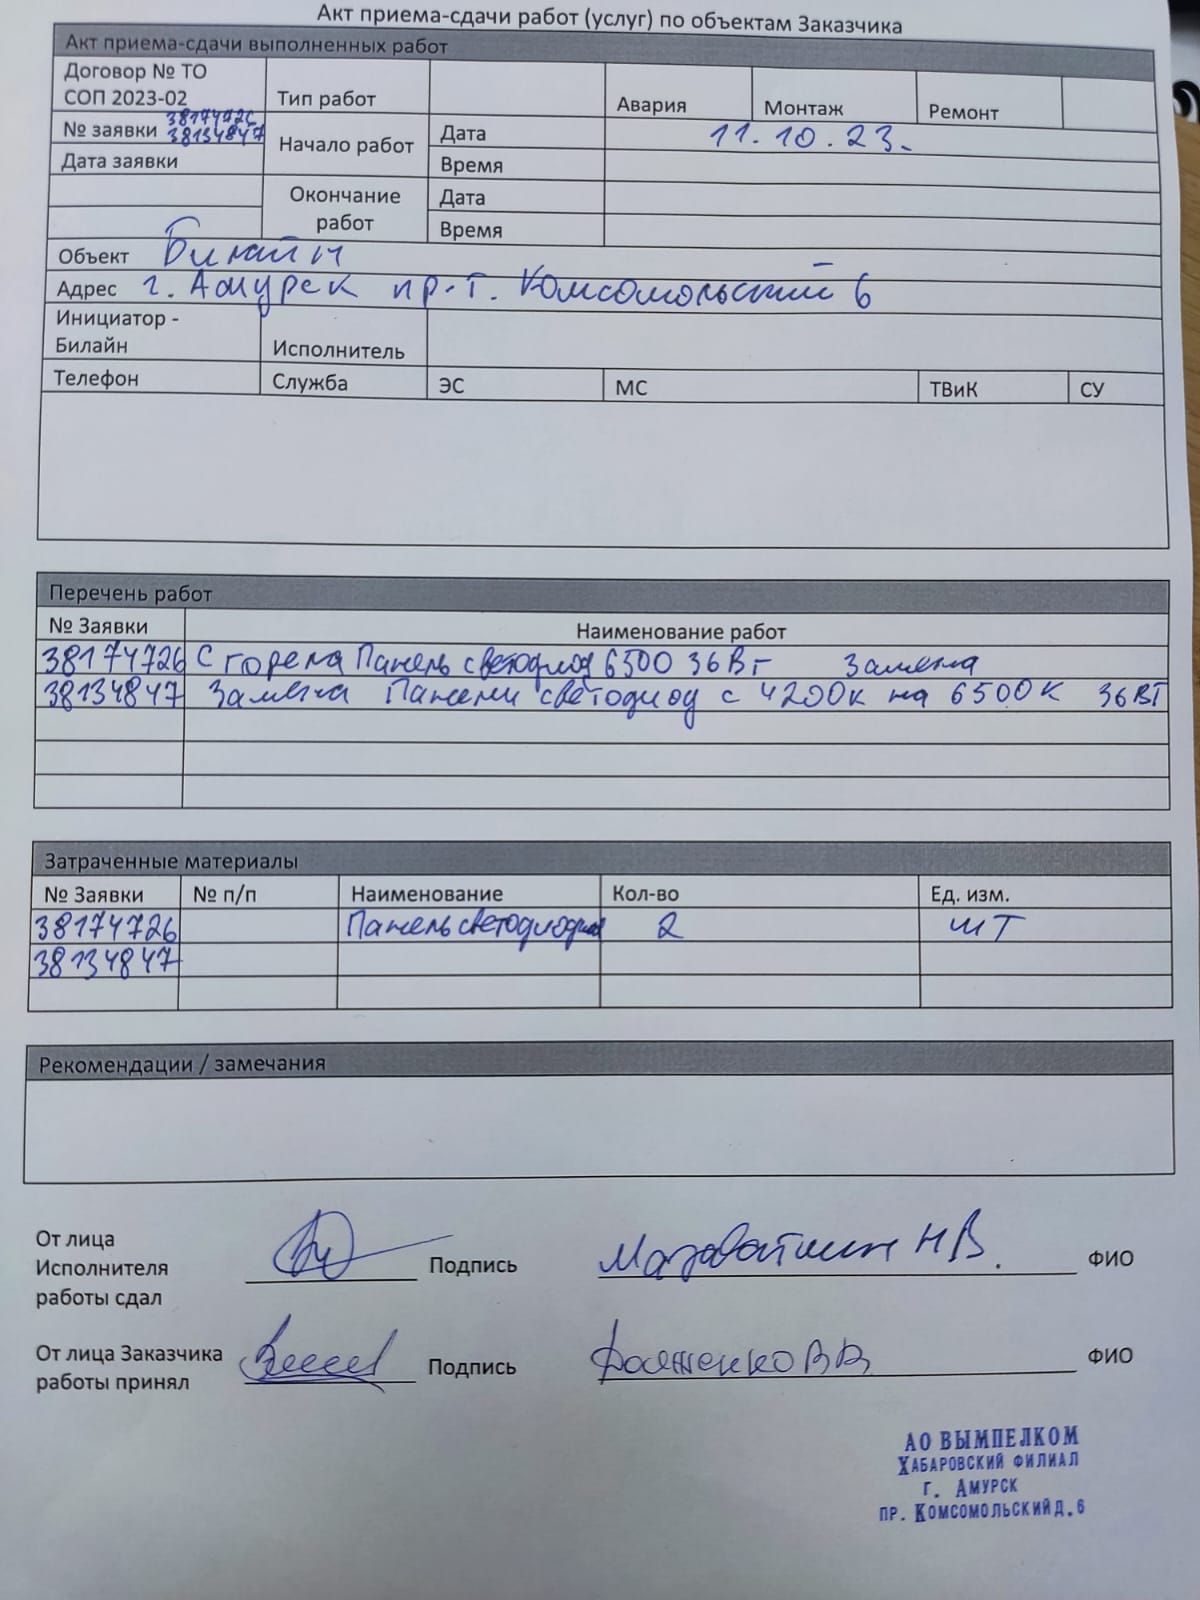 Акт приема-сдачи работ (услуг) по объектам Заказчика
Акт приема-сдачи выполненных работ
Договор № ТО
СОП 2023-02
Тип работ
Авария
Монтаж
Ремонт
№ заявки 38174726
38134847
Начало работ
Дата 11.10.23.
Дата заявки
Время
Окончание
работ
Дата
Время
Объект Билайн
Адрес г. Амурск пр-т. Комсомольский 6
Инициатор -
Билайн
Исполнитель
Телефон
Служба
ЭС
МС
ТВиК
СУ
Перечень работ
№ Заявки Наименование работ
38174726 Сгорела Панель светодиод 6500 36Вт Замена
38134847 Замена Панели светодиод с 4200к на 6500К 36ВТ
Затраченные материалы
№ Заявки № п/п Наименование Кол-во Ед. изм.
38174726 Панель светодиодная 2 шТ
38134847
Рекомендации / замечания
От лица
Исполнителя
работы сдал
Подпись
Н В. ФИО
От лица Заказчика
работы принял
Подпись
В В ФИО
АО ВЫМПЕЛКОМ
ХАБАРОВСКИЙ ФИЛИАЛ
Г. АМУРСК
ПР. КОМСОМОЛЬСКИЙ Д.6